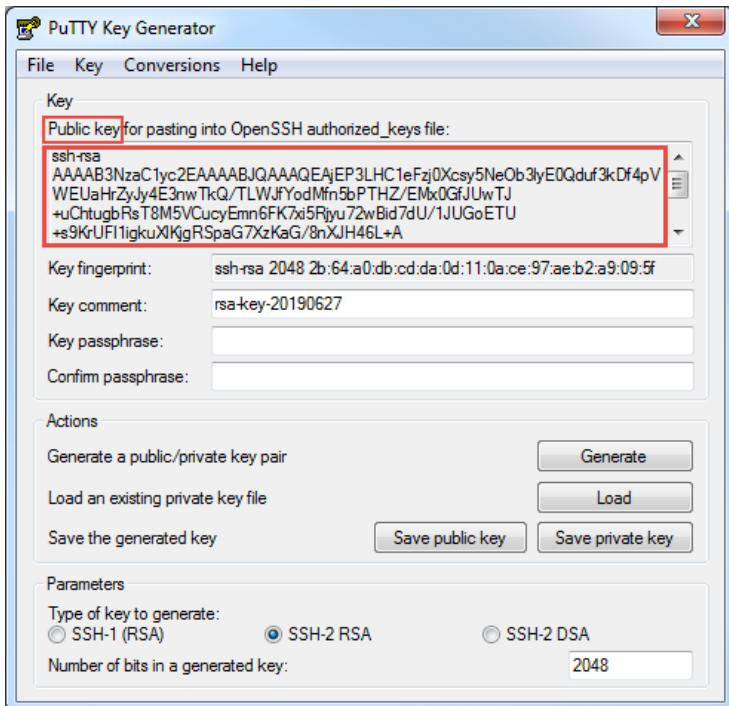 PuTTY Key Generator
File Key Conversions Help
Key
Public key for pasting into OpenSSH authorized_keys file:
ssh-rsa
AAAAB3NzaC1yc2EAAAABJQAAAQEAjEP3LHC1eFzj0Xcsy5NeOb3lyE0Qduf3kDf4pV
WEUaHrZyJy4E3nwTkQ/TLWJfYodMfn5bPTHZ/EMx0GfJUwTJ
+uChtugbRsT8M5VCucyEmn6FK7xi5Rjyu72wBid7dU/1JUGoETU
+s9KrUFI1igkuXlKjgRSpaG7XzKaG/8nXJH46L+A
Key fingerprint: ssh-rsa 2048 2b:64:a0:db:cd:da:0d:11:0a:ce:97:ae:b2:a9:09:5f
Key comment: rsa-key-20190627
Key passphrase:
Confirm passphrase:
Actions
Generate a public/private key pair Generate
Load an existing private key file Load
Save the generated key Save public key Save private key
Parameters
Type of key to generate:
SSH-1 (RSA) SSH-2 RSA SSH-2 DSA
Number of bits in a generated key: 2048